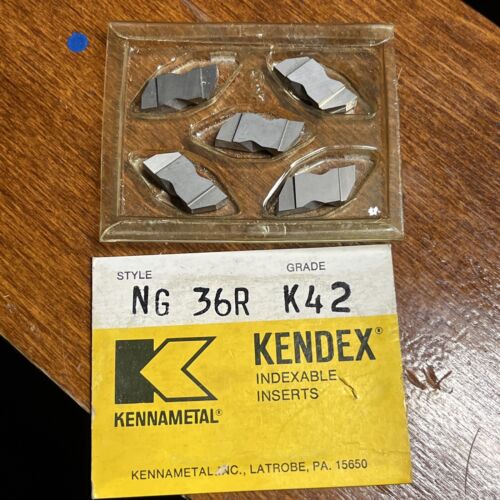 STYLE GRADE
NG 36R K42
KENDEX®
INDEXABLE
INSERTS
KENNAMETAL®
KENNAMETAL INC., LATROBE, PA. 15650